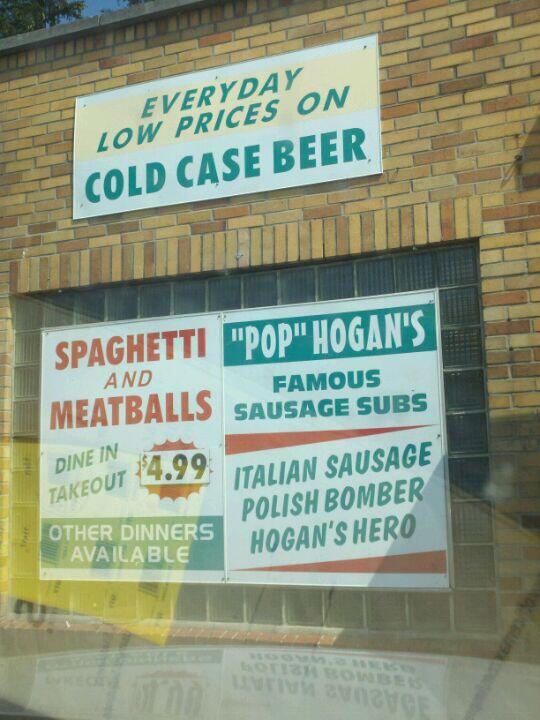 EVERYDAY
LOW PRICES ON
COLD CASE BEER
SPAGHETTI
AND
MEATBALLS
DINE IN
TAKEOUT
$4.99
OTHER DINNERS
AVAILABLE
"POP" HOGAN'S
FAMOUS
SAUSAGE SUBS
ITALIAN SAUSAGE
POLISH BOMBER
HOGAN'S HERO